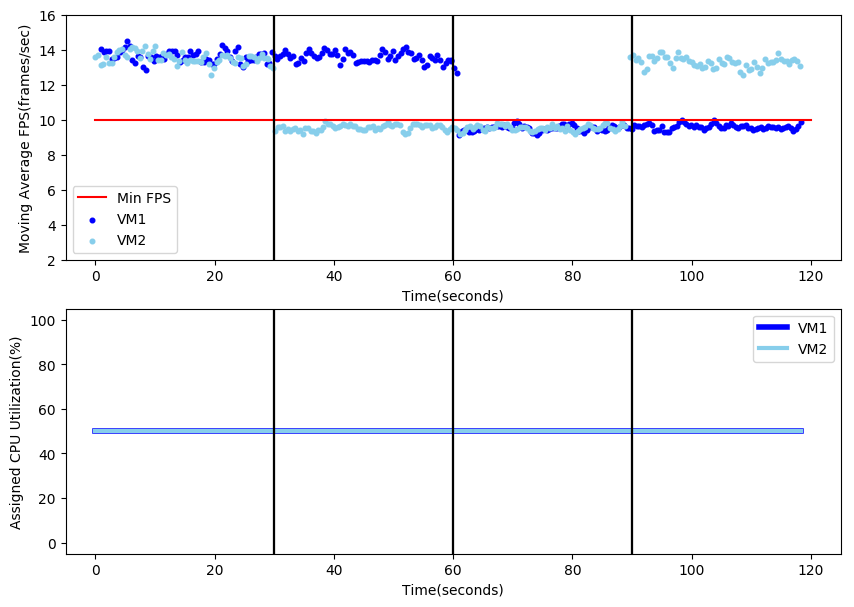 16
14
12
10
8
6
4
2
Moving Average FPS(frames/sec)
Min FPS
VM1
VM2
0 20 40 60 80 100 120
Time(seconds)
100
80
60
40
20
0
Assigned CPU Utilization(%)
VM1
VM2
0 20 40 60 80 100 120
Time(seconds)